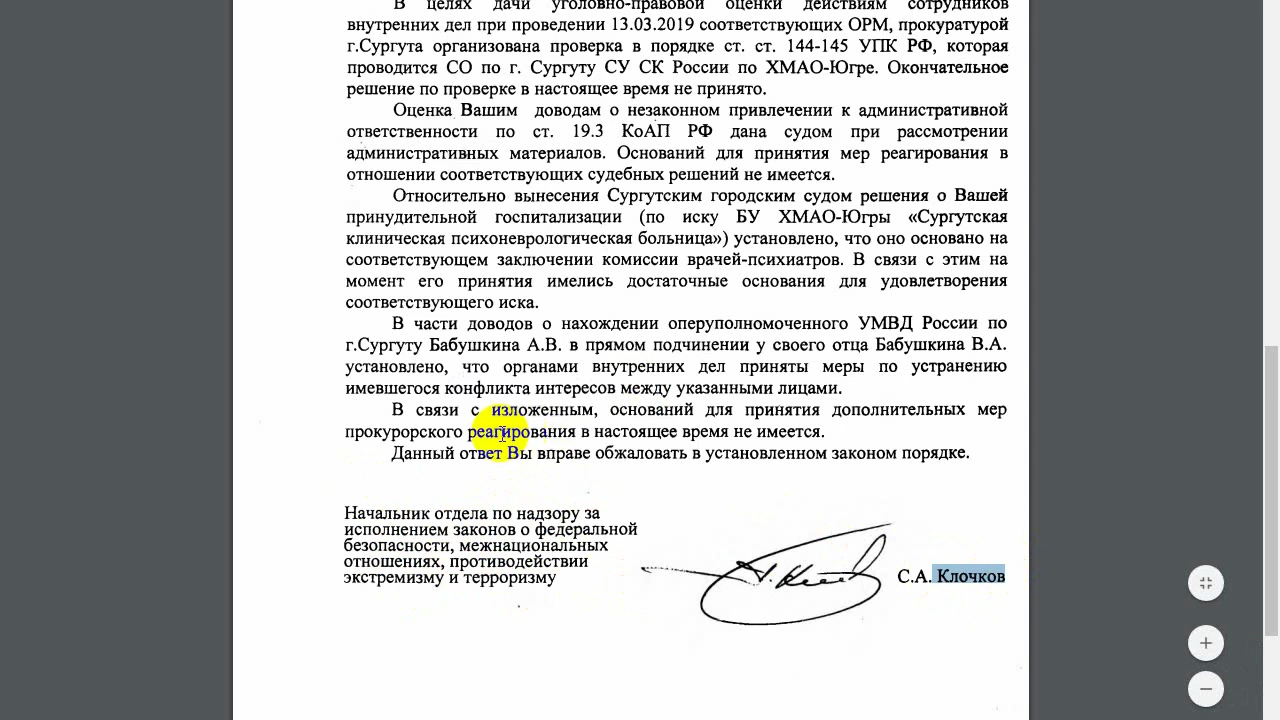 В целях дачи уголовно-правовой оценки действиям сотрудников
внутренних дел при проведении 13.03.2019 соответствующих ОРМ, прокуратурой
г.Сургута организована проверка в порядке ст. ст. 144-145 УПК РФ, которая
проводится СО по г. Сургуту СУ СК России по ХМАО-Югре. Окончательное
решение по проверке в настоящее время не принято.
Оценка Вашим доводам о незаконном привлечении к административной
ответственности по ст. 19.3 КоАП РФ дана судом при рассмотрении
административных материалов. Оснований для принятия мер реагирования в
отношении соответствующих судебных решений не имеется.
Относительно вынесения Сургутским городским судом решения о Вашей
принудительной госпитализации (по иску БУ ХМАО-Югры «Сургутская
клиническая психоневрологическая больница») установлено, что оно основано на
соответствующем заключении комиссии врачей-психиатров. В связи с этим на
момент его принятия имелись достаточные основания для удовлетворения
соответствующего иска.
В части доводов о нахождении оперуполномоченного УМВД России по
г.Сургуту Бабушкина А.В. в прямом подчинении у своего отца Бабушкина В.А.
установлено, что органами внутренних дел приняты меры по устранению
имевшегося конфликта интересов между указанными лицами.
В связи с изложенным, оснований для принятия дополнительных мер
прокурорского реагирования в настоящее время не имеется.
Данный ответ Вы вправе обжаловать в установленном законом порядке.
Начальник отдела по надзору за
исполнением законов о федеральной
безопасности, межнациональных
отношениях, противодействии
экстремизму и терроризму
С.А. Клочков